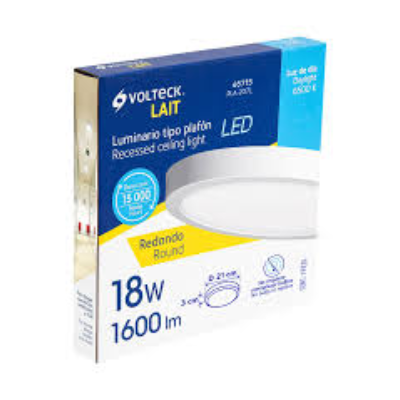 VOLTECK
LAIT
46715
Luz de día
Daylight
6500 K
Luminario tipo plafón
Recessed ceiling light
LED
15 000
Redondo
Round
18W
1600 lm
21 cm
3 cm